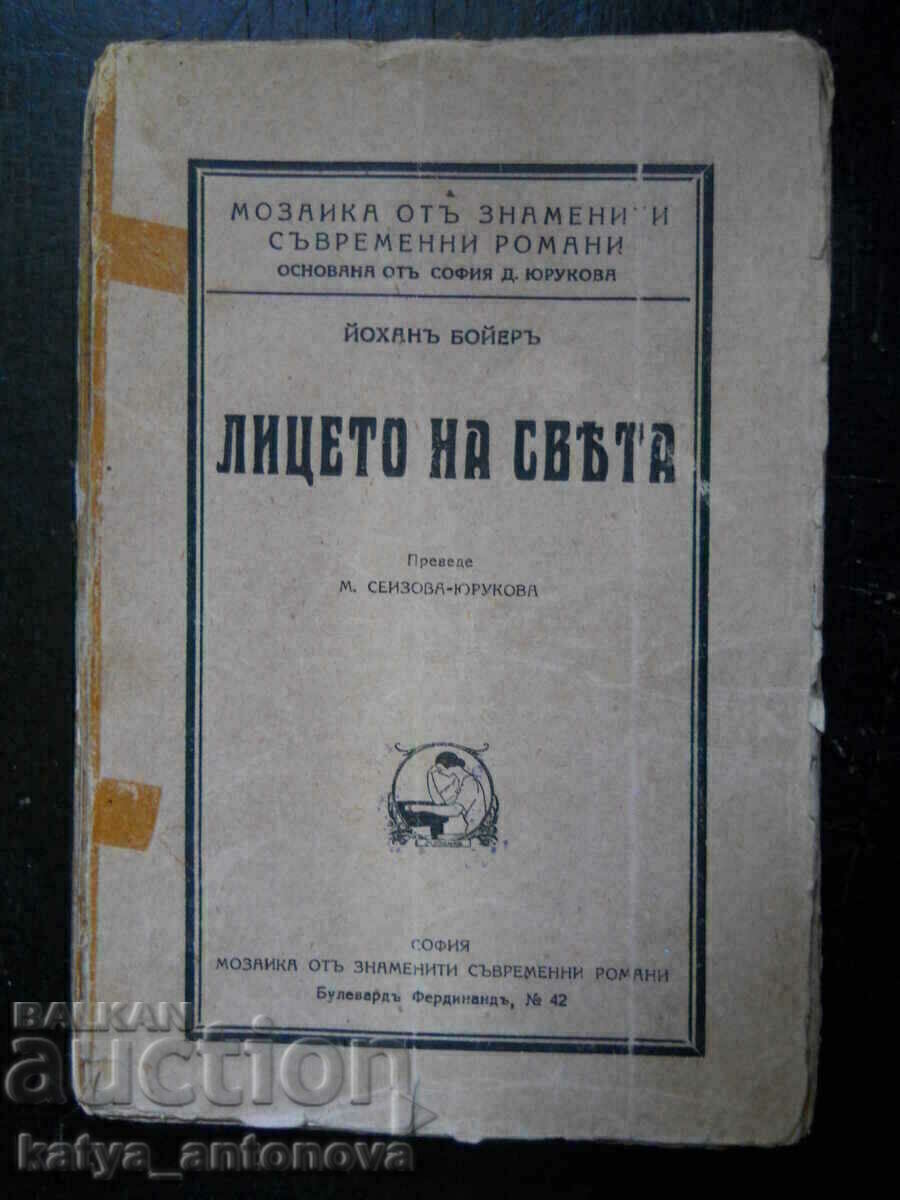 МОЗАИКА ОТЪ ЗНАМЕНИ И
СЪВРЕМЕННИ РОМАНИ
ОСНОВАНА ОТЪ СОФИЯ Д. ЮРУКОВА
ЙОХАНЪ БОЙЕРЪ
ЛИЦЕТО НА СВѢТА
Преведе
М. СЕИЗОВА-ЮРУКОВА
СОФИЯ
МОЗАИКА ОТЪ ЗНАМЕНИТИ СЪВРЕМЕННИ РОМАНИ
Булевардъ Фердинандъ, № 42
BALKAN
auction
katya_antonova